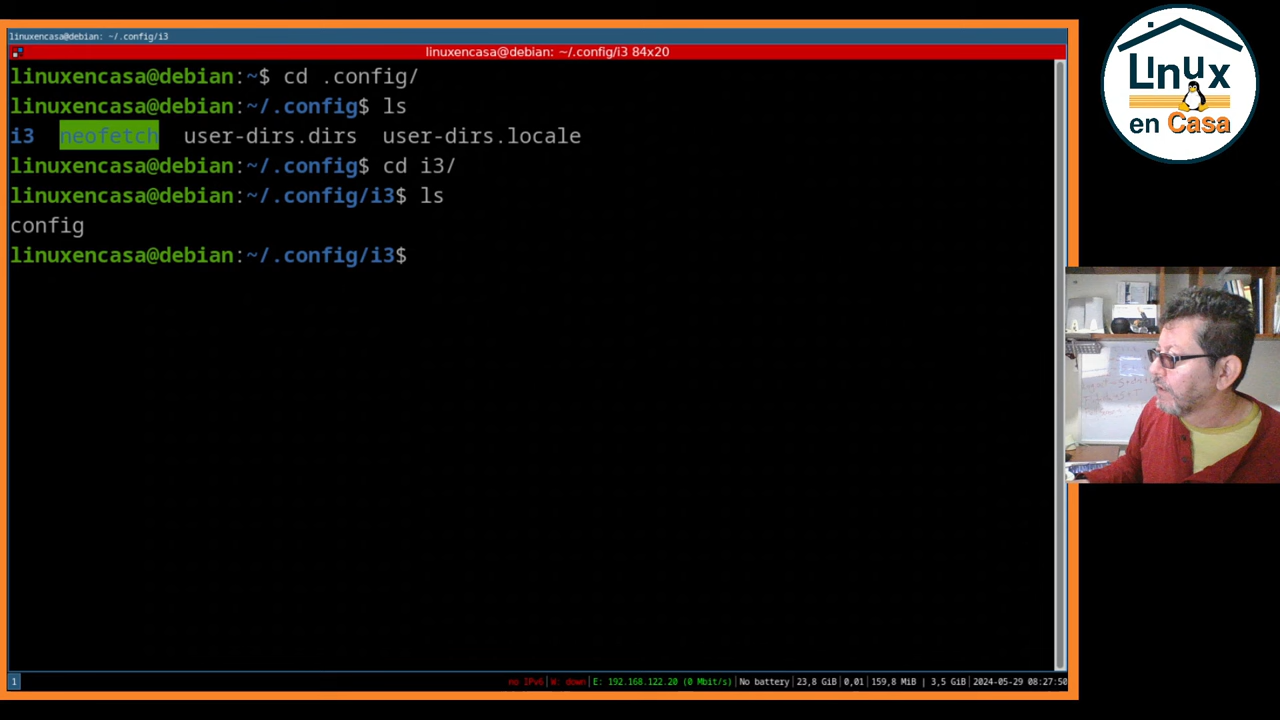 linuxencasa@debian: ~/.config/i3
linuxencasa@debian: ~/.config/i3 84x20
linuxencasa@debian:~$ cd .config/
linuxencasa@debian:~/.config$ ls
i3 neofetch user-dirs.dirs user-dirs.locale
linuxencasa@debian:~/.config$ cd i3/
linuxencasa@debian:~/.config/i3$ ls
config
linuxencasa@debian:~/.config/i3$
1
no IPv6 | W: down | E: 192.168.122.20 (0 Mbit/s) | No battery | 23,8 GiB | 0,01 | 159,8 MiB | 3,5 GiB | 2024-05-29 08:27:50
Linux
en Casa